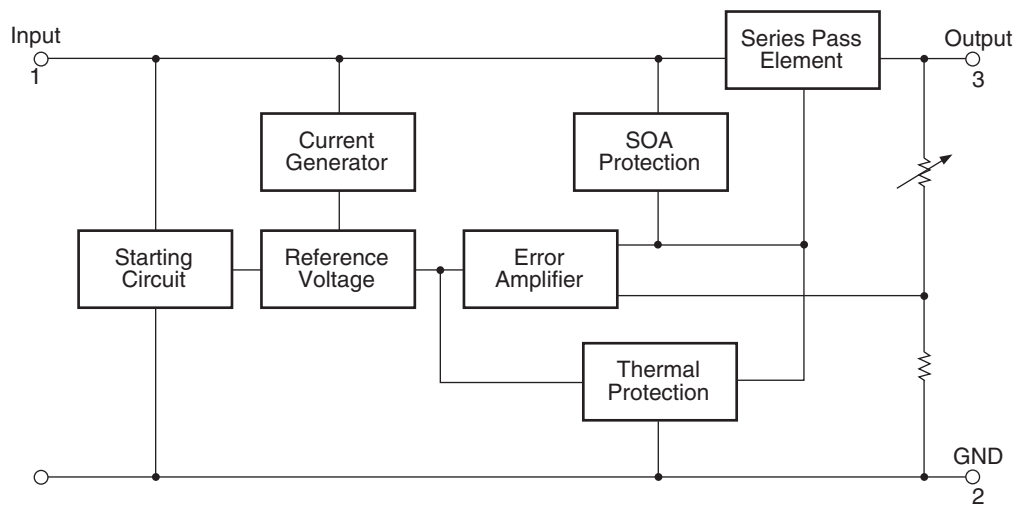 Input
1
Series Pass
Element
Output
3
Current
Generator
SOA
Protection
Starting
Circuit
Reference
Voltage
Error
Amplifier
Thermal
Protection
GND
2